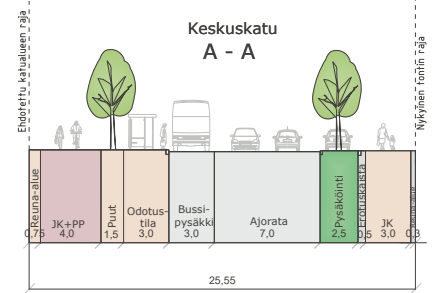 Keskuskatu
A - A
Ehdotettu katualueen raja
Nykyinen tontin raja
Reuna-alue
0,75
JK+PP
4,0
Puut
1,5
Odotus-
tila
3,0
Bussi-
pysäkki
3,0
Ajorata
7,0
Pysäköinti
2,5
Erotuskaista
0,5
JK
3,0
Reuna-alue
0,3
25,55